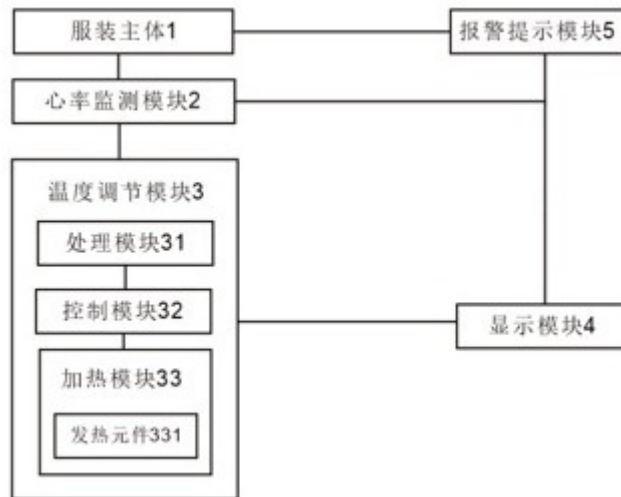 服装主体1
报警提示模块5
心率监测模块2
温度调节模块3
处理模块31
控制模块32
显示模块4
加热模块33
发热元件331